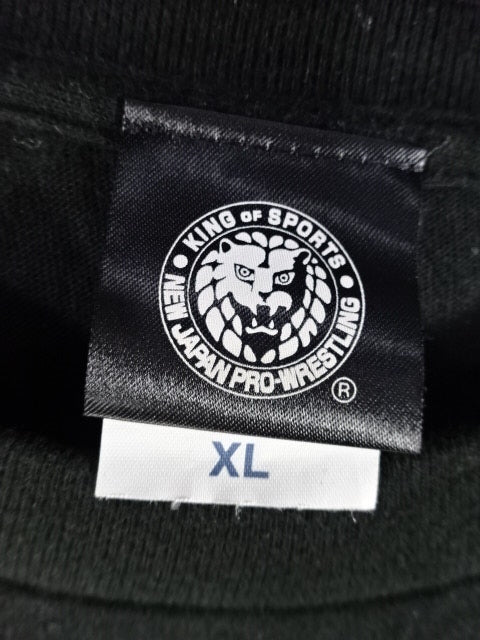 • KING OF SPORTS •
NEW JAPAN PRO-WRESTLING
®
XL